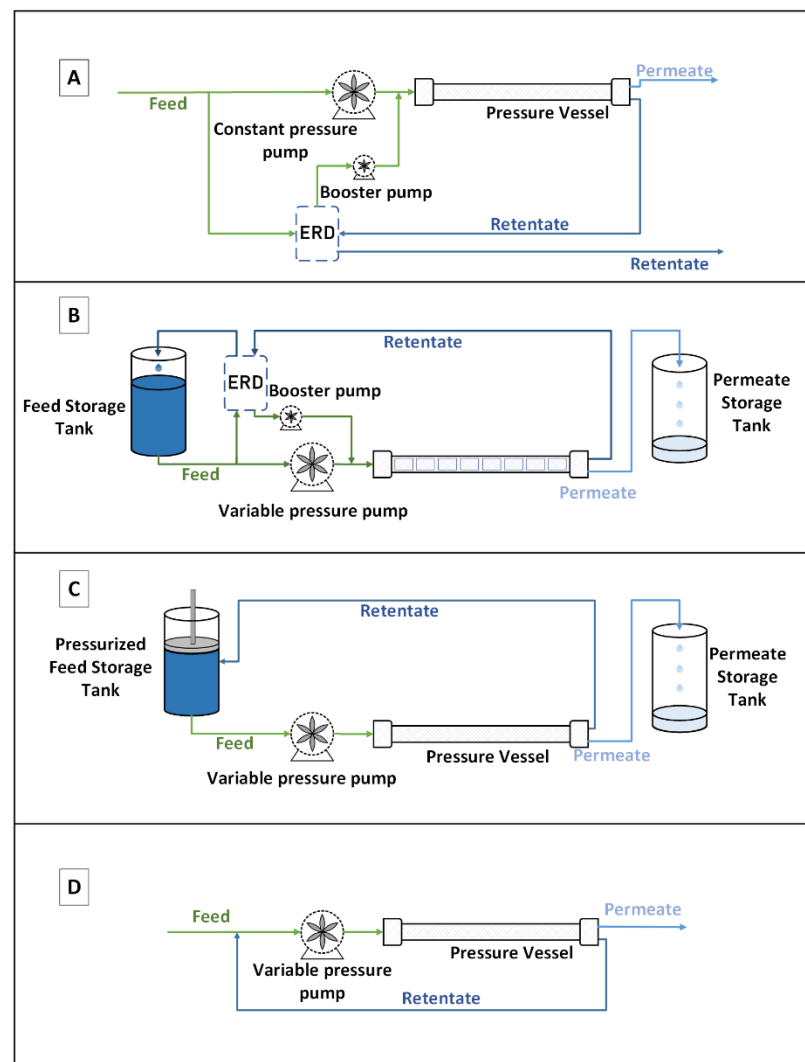 A
Permeate
Feed
Pressure Vessel
Constant pressure
pump
Booster pump
ERD
Retentate
Retentate
B
Retentate
ERD
Booster pump
Feed Storage
Tank
Permeate
Storage
Tank
Feed
Permeate
Variable pressure pump
C
Retentate
Pressurized
Feed Storage
Tank
Permeate
Storage
Tank
Feed
Pressure Vessel
Permeate
Variable pressure pump
D
Feed
Permeate
Pressure Vessel
Variable pressure
pump
Retentate